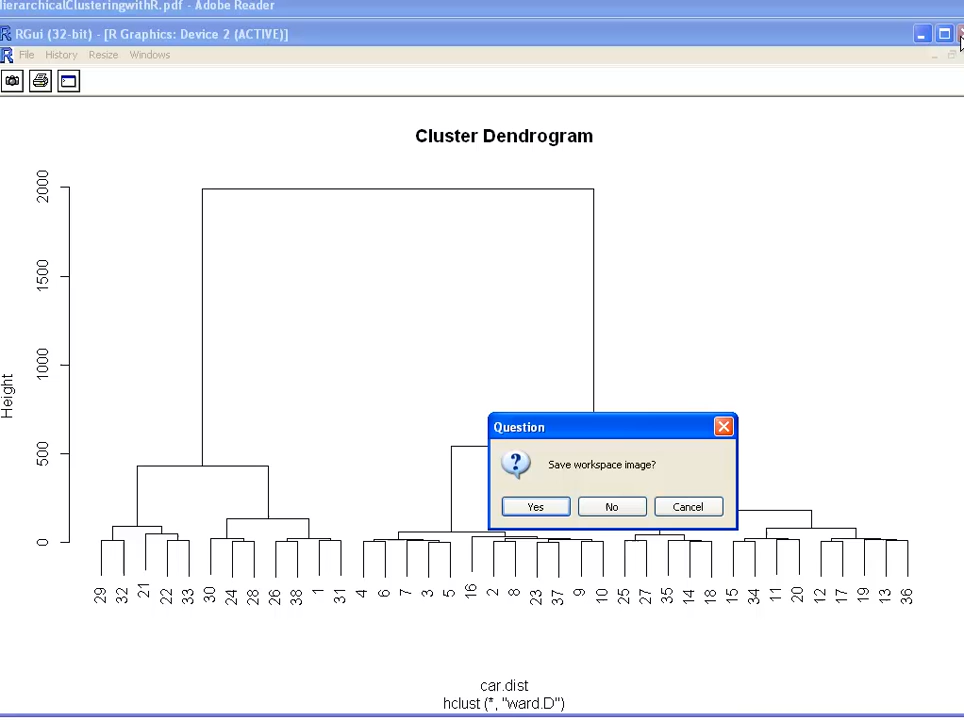 HierarchicalClusteringwithR.pdf - Adobe Reader
RGui (32-bit) - [R Graphics: Device 2 (ACTIVE)]
File History Resize Windows
Cluster Dendrogram
2000
1500
1000
500
0
Height
Question
Save workspace image?
Yes No Cancel
29 32 21 22 33 30 24 28 26 38 1 31 4 6 7 3 5 16 2 8 23 37 9 10 25 27 35 14 18 15 34 11 20 12 17 19 13 36
car.dist
hclust (*, "ward.D")